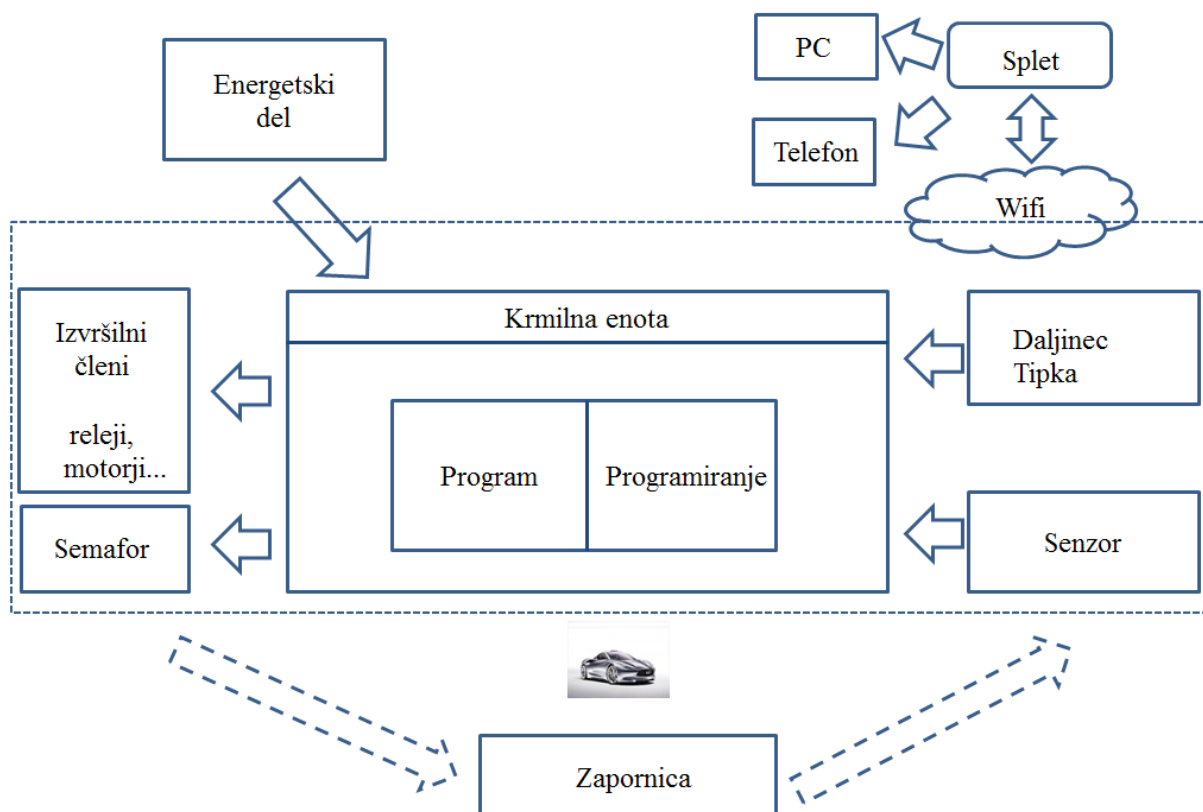 Energetski
del
PC
Splet
Telefon
Wifi
Izvršilni
členi
releji,
motorji...
Krmilna enota
Daljinec
Tipka
Program
Programiranje
Semafor
Senzor
Zapornica